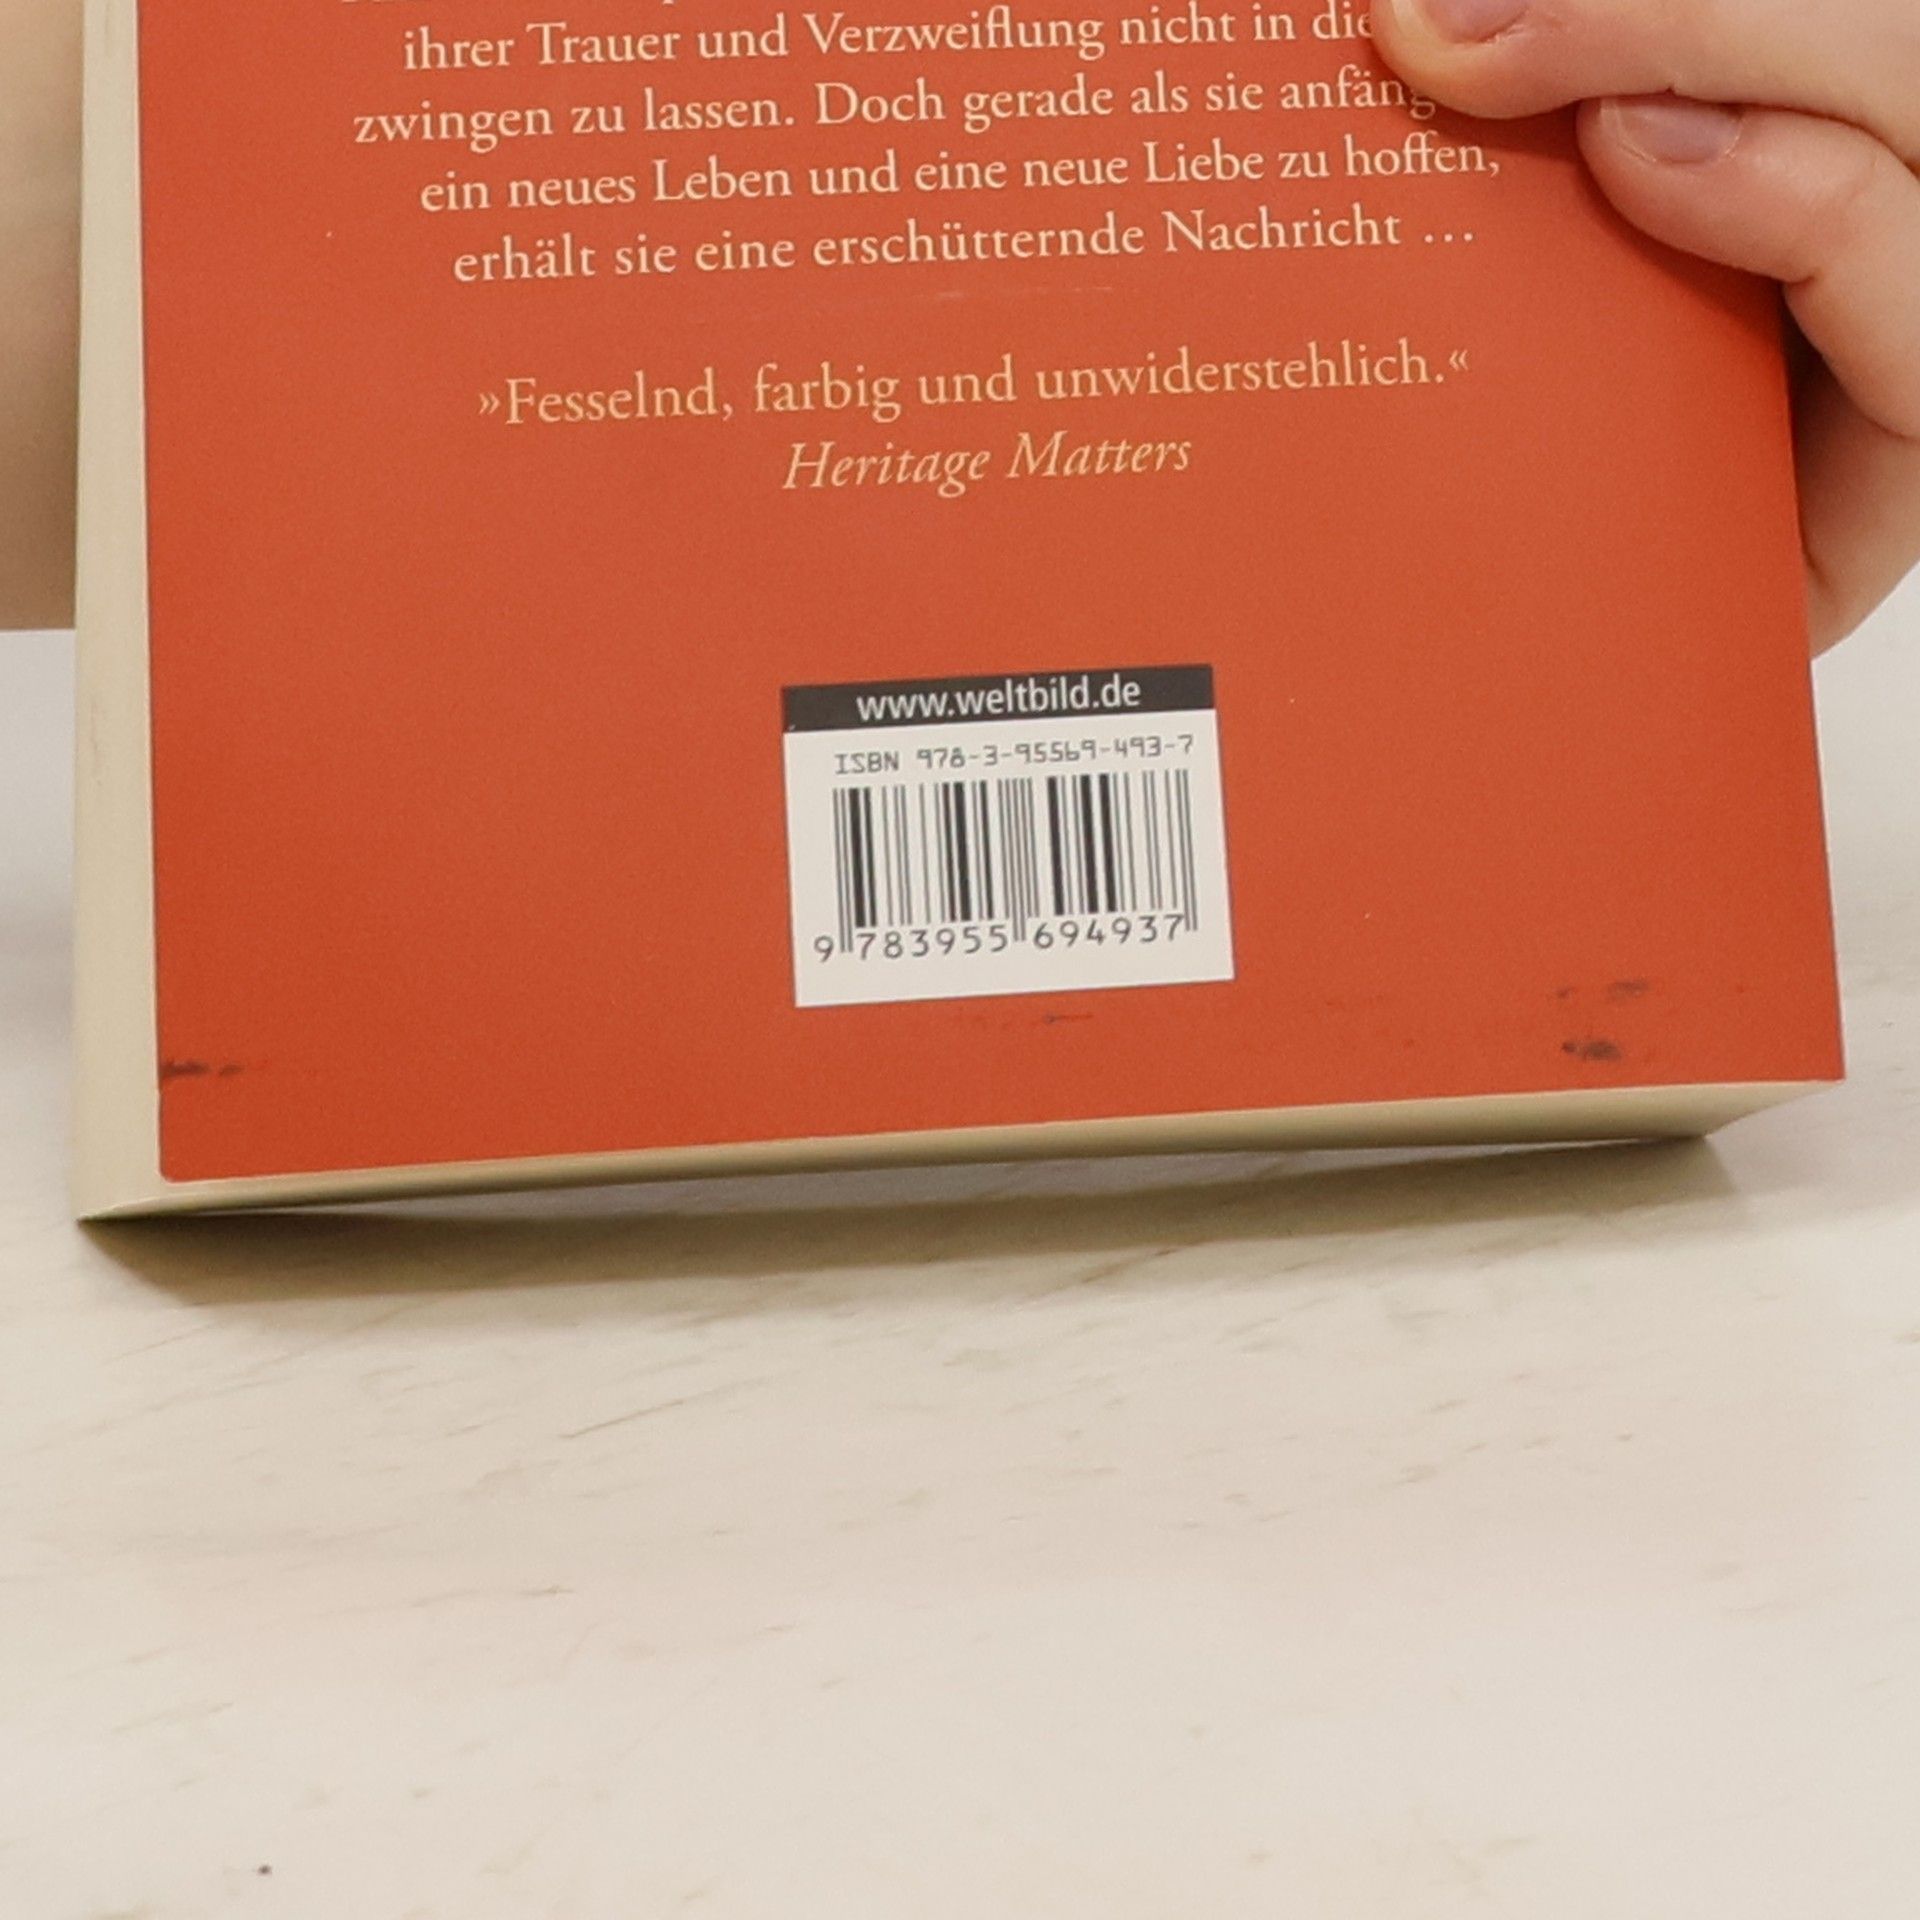 ihrer Trauer und Verzweiflung nicht in die
zwingen zu lassen. Doch gerade als sie
ein neues Leben und eine neue Liebe zu hoffen,
erhält sie eine erschütternde Nachricht ...
»Fesselnd, farbig und unwiderstehlich.«
Heritage Matters
www.weltbild.de
ISBN 978-3-95569-493-7
9 783955 694937